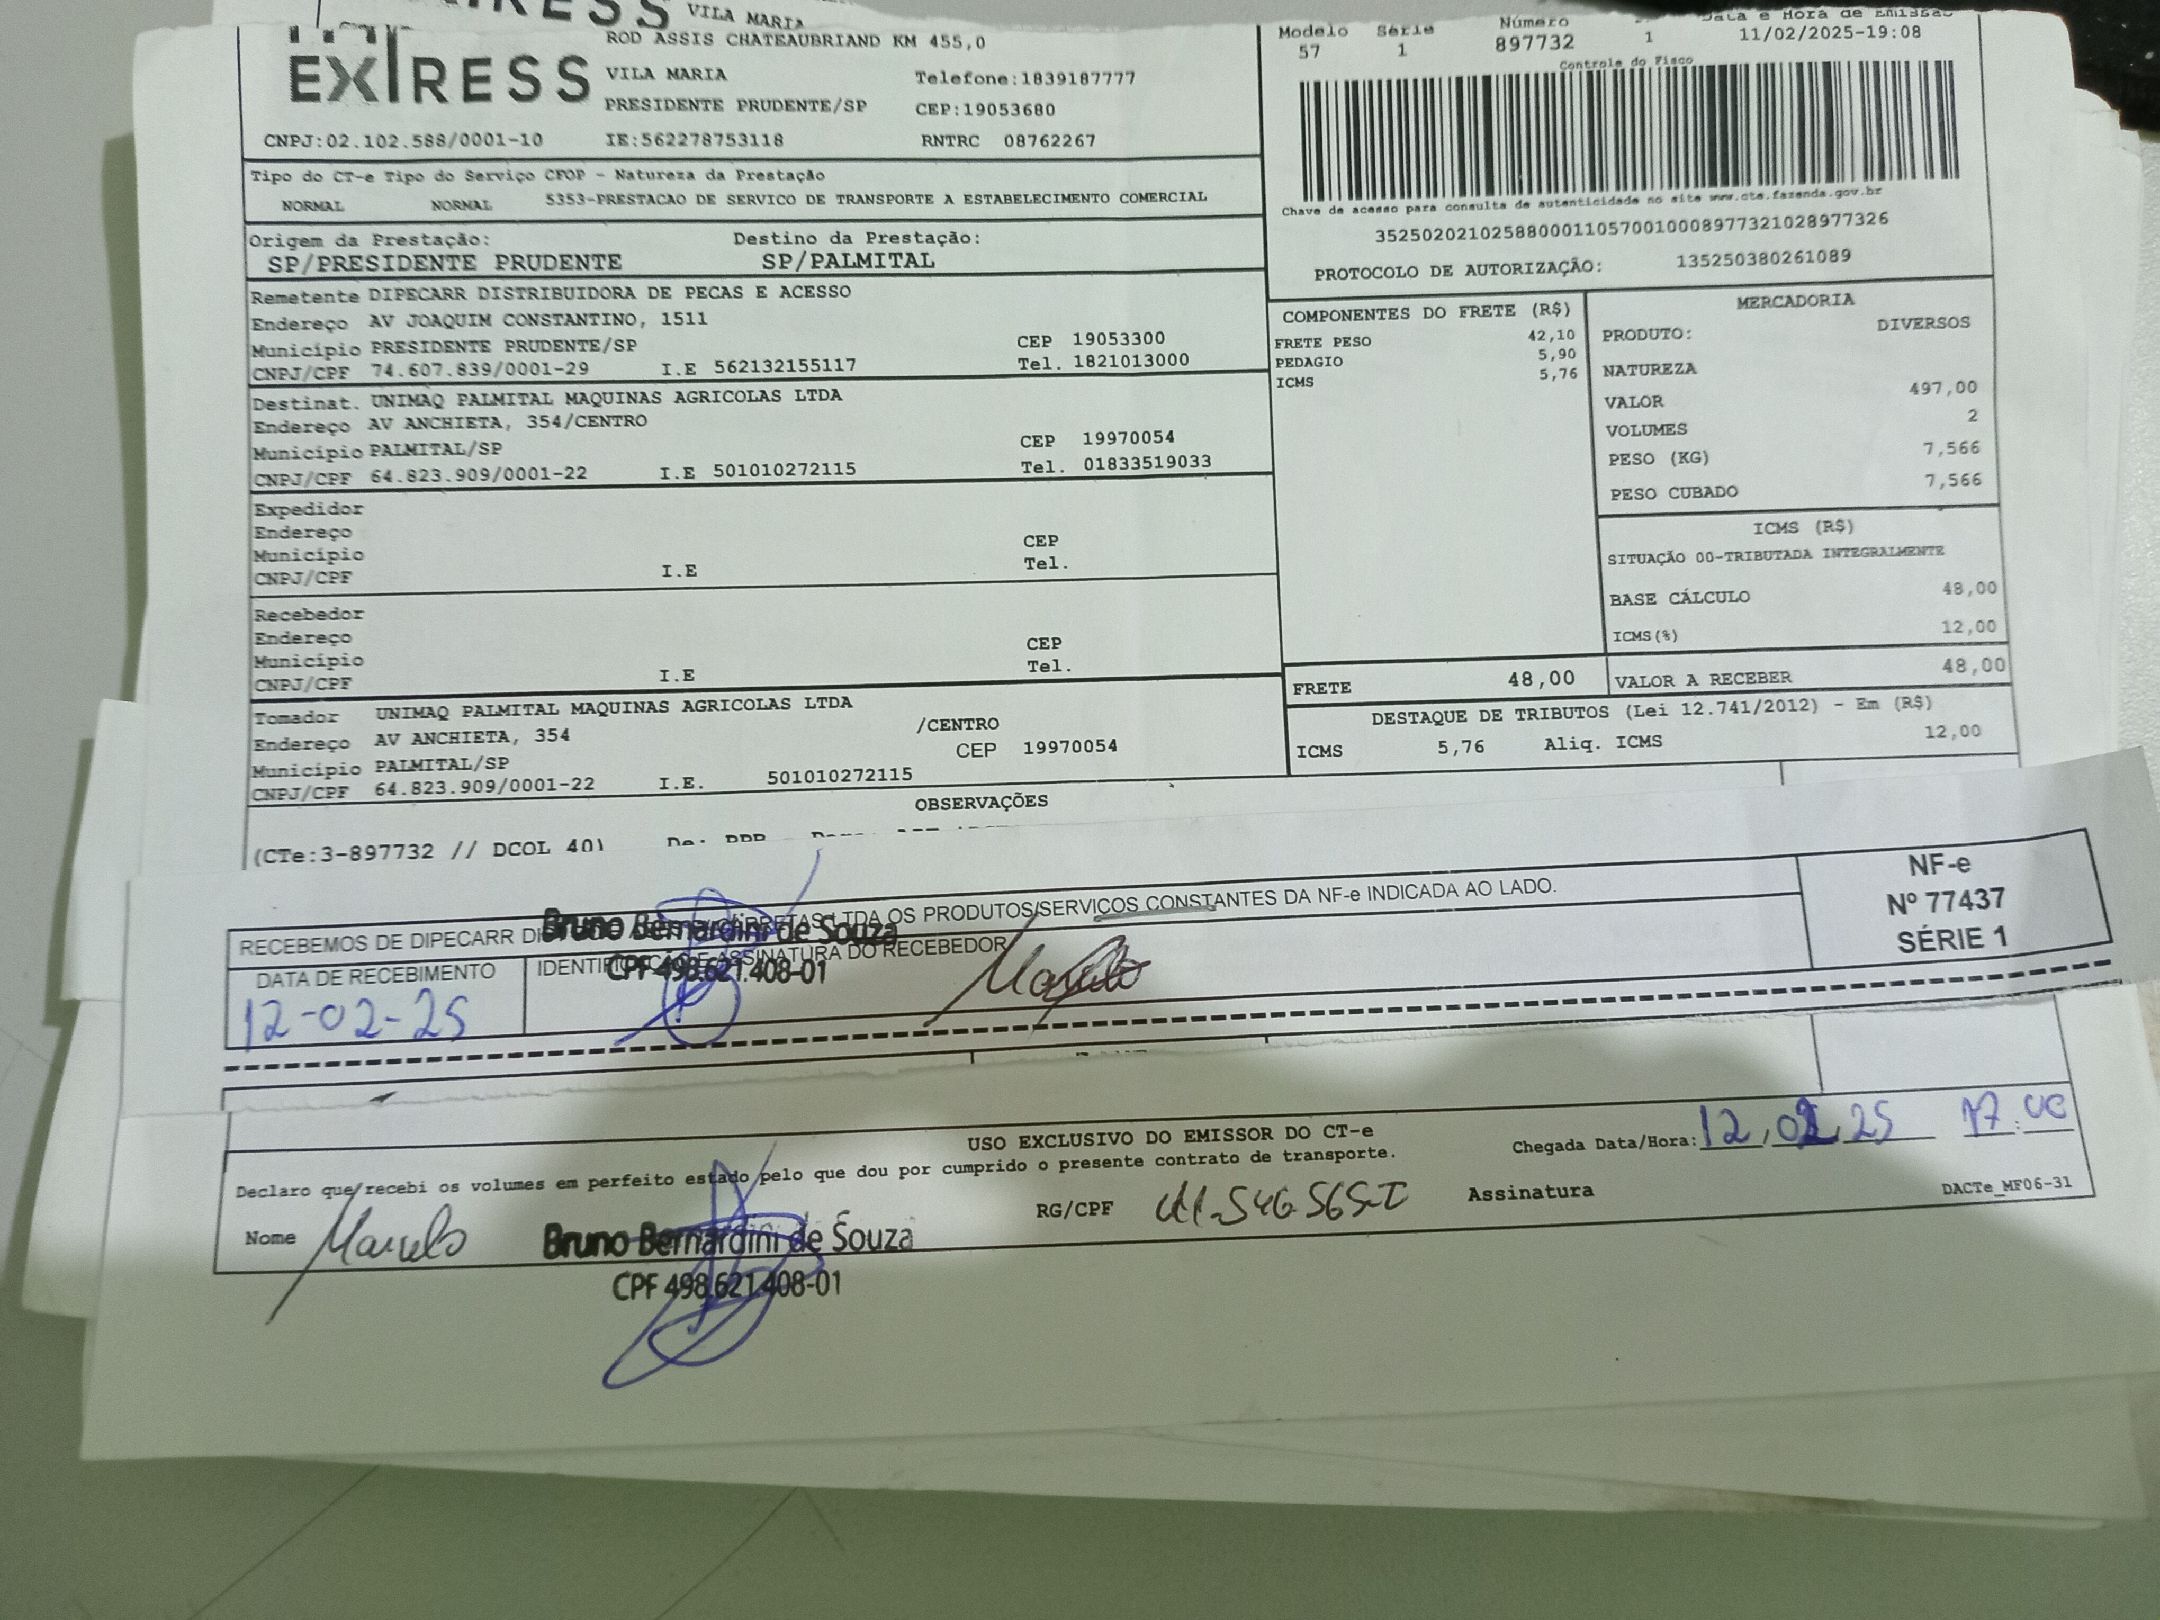 VILA MARIA
EXPRESS
ROD ASSIS CHATEAUBRIAND KM 455,0
VILA MARIA
Telefone:1839187777
PRESIDENTE PRUDENTE/SP
CEP:19053680
CNPJ:02.102.588/0001-10
IE:562278753118
RNTRC 08762267
Modelo Série Número Data e Hora de Emissão
57 1 897732 1 11/02/2025-19:08
Controle do Fisco
Chave de acesso para consulta de autenticidade no site www.cte.fazenda.gov.br
35250202102588000110570010008977321028977326
PROTOCOLO DE AUTORIZAÇÃO: 135250380261089
Tipo do CT-e Tipo do Serviço CFOP - Natureza da Prestação
NORMAL NORMAL 5353-PRESTACAO DE SERVICO DE TRANSPORTE A ESTABELECIMENTO COMERCIAL
Origem da Prestação: Destino da Prestação:
SP/PRESIDENTE PRUDENTE SP/PALMITAL
Remetente DIPECARR DISTRIBUIDORA DE PECAS E ACESSO
Endereço AV JOAQUIM CONSTANTINO, 1511
Município PRESIDENTE PRUDENTE/SP CEP 19053300
CNPJ/CPF 74.607.839/0001-29 I.E 562132155117 Tel. 1821013000
Destinat. UNIMAQ PALMITAL MAQUINAS AGRICOLAS LTDA
Endereço AV ANCHIETA, 354/CENTRO
Município PALMITAL/SP CEP 19970054
CNPJ/CPF 64.823.909/0001-22 I.E 501010272115 Tel. 01833519033
Expedidor
Endereço
Município CEP
CNPJ/CPF I.E Tel.
Recebedor
Endereço
Município CEP
CNPJ/CPF I.E Tel.
Tomador UNIMAQ PALMITAL MAQUINAS AGRICOLAS LTDA
Endereço AV ANCHIETA, 354 /CENTRO
Município PALMITAL/SP CEP 19970054
CNPJ/CPF 64.823.909/0001-22 I.E. 501010272115
COMPONENTES DO FRETE (R$)
FRETE PESO 42,10
PEDAGIO 5,90
ICMS 5,76
MERCADORIA
PRODUTO: DIVERSOS
NATUREZA
VALOR 497,00
VOLUMES 2
PESO (KG) 7,566
PESO CUBADO 7,566
ICMS (R$)
SITUAÇÃO 00-TRIBUTADA INTEGRALMENTE
BASE CÁLCULO 48,00
ICMS(%) 12,00
FRETE 48,00 VALOR A RECEBER 48,00
DESTAQUE DE TRIBUTOS (Lei 12.741/2012) - Em (R$)
ICMS 5,76 Aliq. ICMS 12,00
OBSERVAÇÕES
(CTe:3-897732 // DCOL 40)
RECEBEMOS DE DIPECARR LTDA OS PRODUTOS/SERVIÇOS CONSTANTES DA NF-e INDICADA AO LADO.
NF-e
Nº 77437
SÉRIE 1
DATA DE RECEBIMENTO
12-02-25
IDENTIFICAÇÃO E ASSINATURA DO RECEBEDOR
Bruno Bernardini de Souza
CPF 498.621.408-01
Marcelo
USO EXCLUSIVO DO EMISSOR DO CT-e
Declaro que recebi os volumes em perfeito estado pelo que dou por cumprido o presente contrato de transporte.
Chegada Data/Hora: 12/02/25 17:00
Nome Marcelo
Bruno Bernardini de Souza
CPF 498.621.408-01
RG/CPF
Assinatura
DACTe_MF06-31